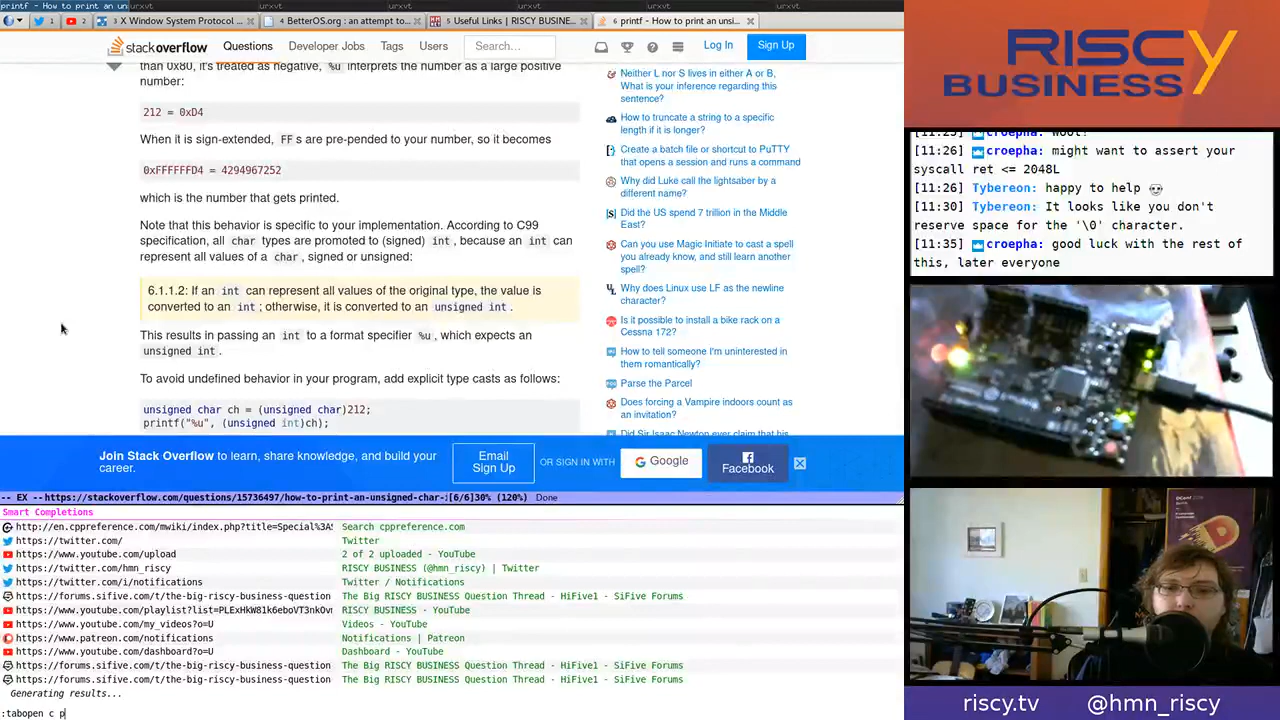 printf - How to print an un
urxvt
urxvt
urxvt
urxvt
urxvt
urxvt
1
2
3 X Window System Protocol ...
4 BetterOS.org : an attempt to...
5 Useful Links | RISCY BUSINE...
6 printf - How to print an unsi...
stackoverflow
Questions
Developer Jobs
Tags
Users
Search...
Log In
Sign Up
than 0x80, it's treated as negative, %u interprets the number as a large positive
number:
212 = 0xD4
When it is sign-extended, FF s are pre-pended to your number, so it becomes
0xFFFFFFD4 = 4294967252
which is the number that gets printed.
Note that this behavior is specific to your implementation. According to C99
specification, all char types are promoted to (signed) int, because an int can
represent all values of a char, signed or unsigned:
6.1.1.2: If an int can represent all values of the original type, the value is
converted to an int; otherwise, it is converted to an unsigned int.
This results in passing an int to a format specifier %u, which expects an
unsigned int.
To avoid undefined behavior in your program, add explicit type casts as follows:
unsigned char ch = (unsigned char)212;
printf("%u", (unsigned int)ch);
Neither L nor S lives in either A or B,
What is your inference regarding this
sentence?
How to truncate a string to a specific
length if it is longer?
Create a batch file or shortcut to PuTTY
that opens a session and runs a command
Why did Luke call the lightsaber by a
different name?
Did the US spend 7 trillion in the Middle
East?
Can you use Magic Initiate to cast a spell
you already know, and still learn another
spell?
Why does Linux use LF as the newline
character?
Is it possible to install a bike rack on a
Cessna 172?
How to tell someone I'm uninterested in
them romantically?
Parse the Parcel
Does forcing a Vampire indoors count as
an invitation?
Did Sir Isaac Newton ever claim that his
Join Stack Overflow to learn, share knowledge, and build your
career.
Email
Sign Up
OR SIGN IN WITH
Google
Facebook
-- EX --https://stackoverflow.com/questions/15736497/how-to-print-an-unsigned-char-:[6/6]30% (120%) Done
Smart Completions
http://en.cppreference.com/mwiki/index.php?title=Special%3AS Search cppreference.com
https://twitter.com/ Twitter
https://www.youtube.com/upload 2 of 2 uploaded - YouTube
https://twitter.com/hmn_riscy RISCY BUSINESS (@hmn_riscy) | Twitter
https://twitter.com/i/notifications Twitter / Notifications
https://forums.sifive.com/t/the-big-riscy-business-question The Big RISCY BUSINESS Question Thread - HiFive1 - SiFive Forums
https://www.youtube.com/playlist?list=PLExHkW81k6eboVT3nkOvn RISCY BUSINESS - YouTube
https://www.youtube.com/my_videos?o=U Videos - YouTube
https://www.patreon.com/notifications Notifications | Patreon
https://www.youtube.com/dashboard?o=U Dashboard - YouTube
https://forums.sifive.com/t/the-big-riscy-business-question The Big RISCY BUSINESS Question Thread - HiFive1 - SiFive Forums
https://forums.sifive.com/t/the-big-riscy-business-question The Big RISCY BUSINESS Question Thread - HiFive1 - SiFive Forums
Generating results...
:tabopen c p
RISCY
BUSINESS
[11:25] croepha: woot!
[11:26] croepha: might want to assert your
syscall ret <= 2048L
[11:26] Tybereon: happy to help
[11:30] Tybereon: It looks like you don't
reserve space for the '\0' character.
[11:35] croepha: good luck with the rest of
this, later everyone
riscy.tv
@hmn_riscy